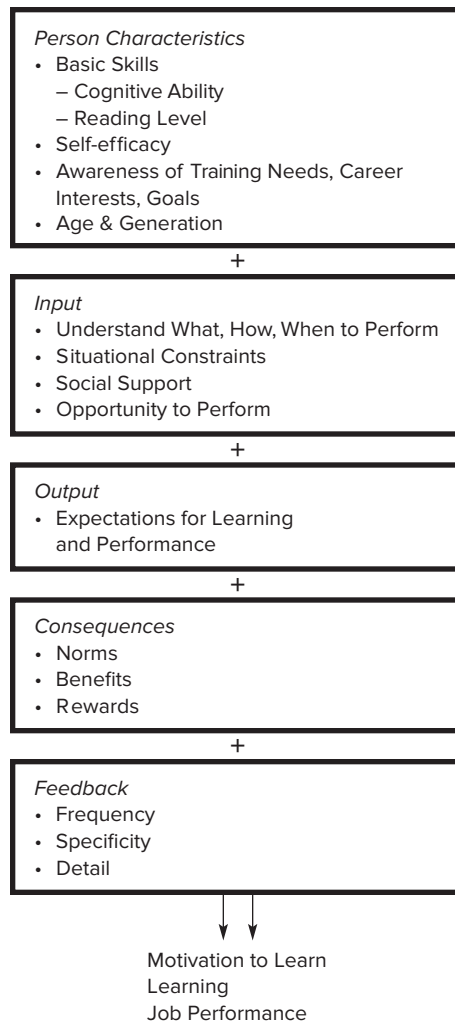 Person Characteristics
• Basic Skills
– Cognitive Ability
– Reading Level
• Self-efficacy
• Awareness of Training Needs, Career
Interests, Goals
• Age & Generation
+
Input
• Understand What, How, When to Perform
• Situational Constraints
• Social Support
• Opportunity to Perform
+
Output
• Expectations for Learning
and Performance
+
Consequences
• Norms
• Benefits
• Rewards
+
Feedback
• Frequency
• Specificity
• Detail
Motivation to Learn
Learning
Job Performance